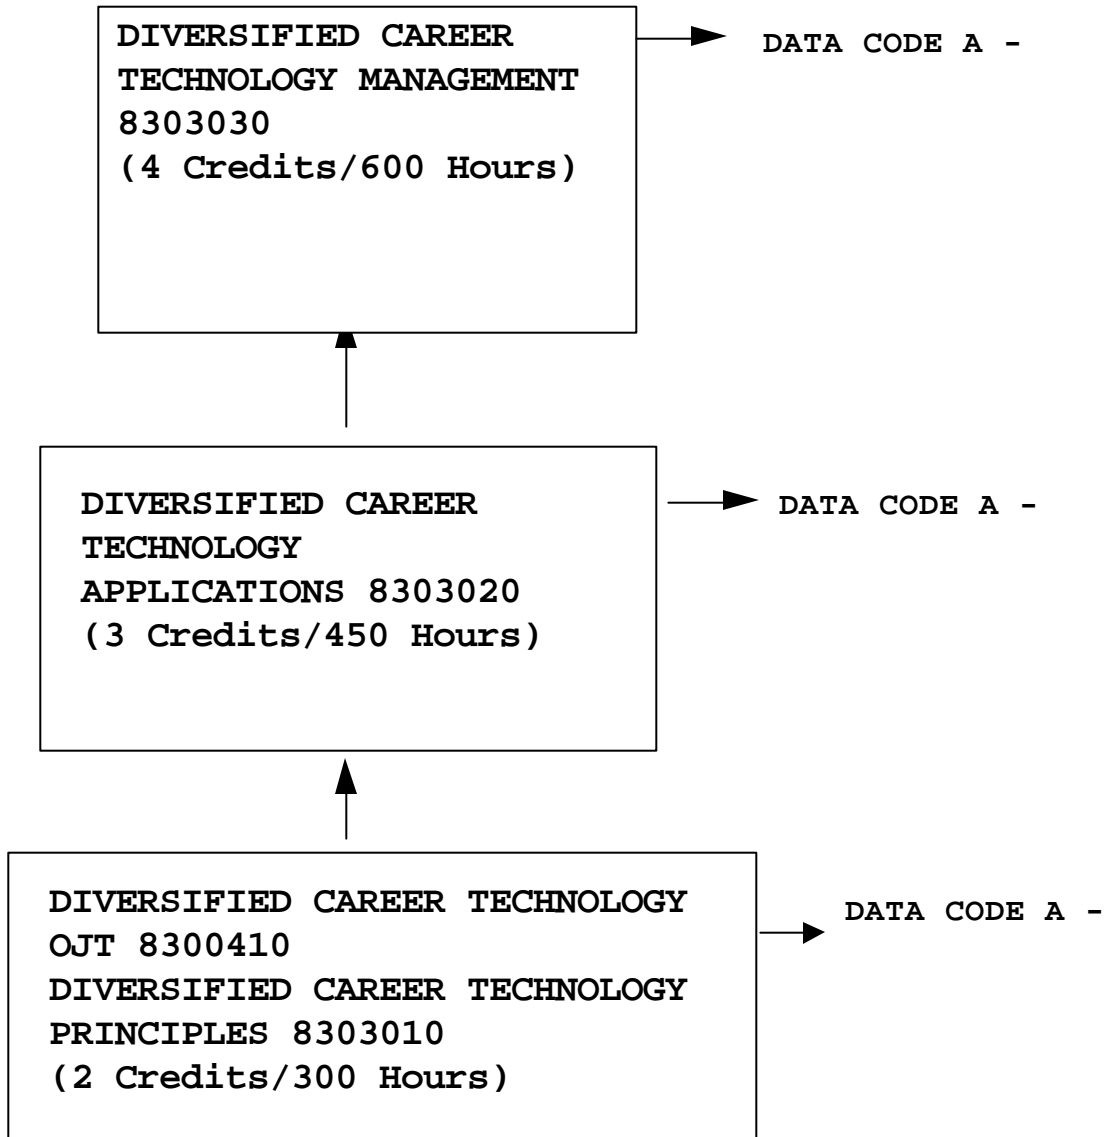 DIVERSIFIED CAREER
TECHNOLOGY MANAGEMENT
8303030
(4 Credits/600 Hours)
DATA CODE A -
DIVERSIFIED CAREER
TECHNOLOGY
APPLICATIONS 8303020
(3 Credits/450 Hours)
DATA CODE A -
DIVERSIFIED CAREER TECHNOLOGY
OJT 8300410
DIVERSIFIED CAREER TECHNOLOGY
PRINCIPLES 8303010
(2 Credits/300 Hours)
DATA CODE A -